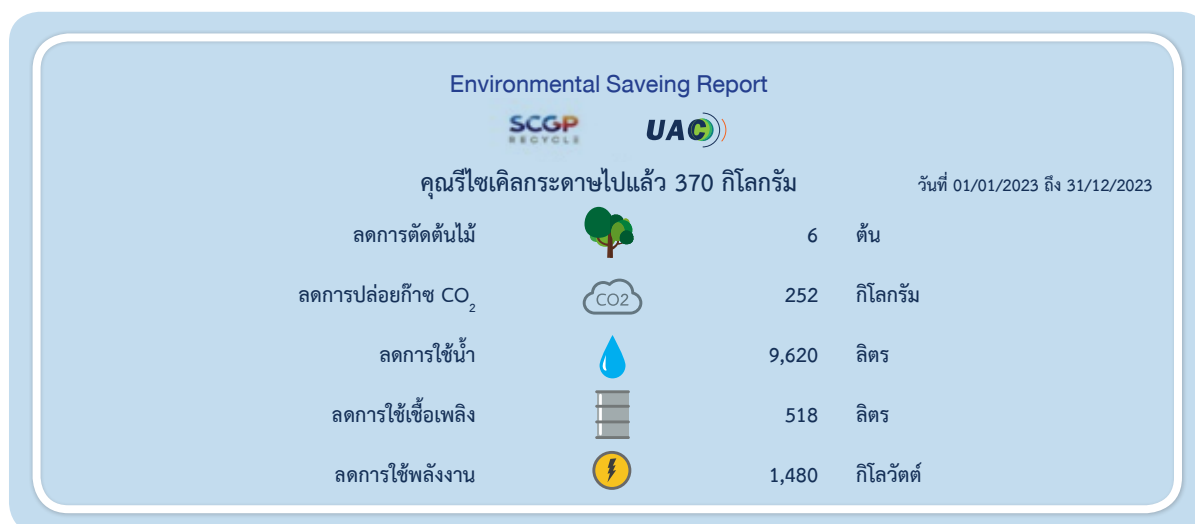 Environmental Saveing Report
SCGP RECYCLE UAC
คุณรีไซเคิลกระดาษไปแล้ว 370 กิโลกรัม วันที่ 01/01/2023 ถึง 31/12/2023
ลดการตัดต้นไม้ 6 ต้น
ลดการปล่อยก๊าซ CO₂ CO2 252 กิโลกรัม
ลดการใช้น้ำ 9,620 ลิตร
ลดการใช้เชื้อเพลิง 518 ลิตร
ลดการใช้พลังงาน 1,480 กิโลวัตต์